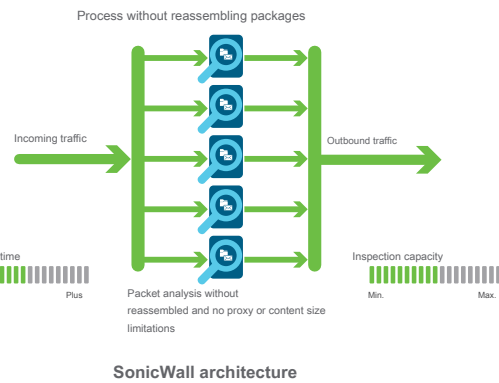 Process without reassembling packages
Incoming traffic
Outbound traffic
time
Plus
Inspection capacity
Min.
Max.
Packet analysis without
reassembled and no proxy or content size
limitations
SonicWall architecture